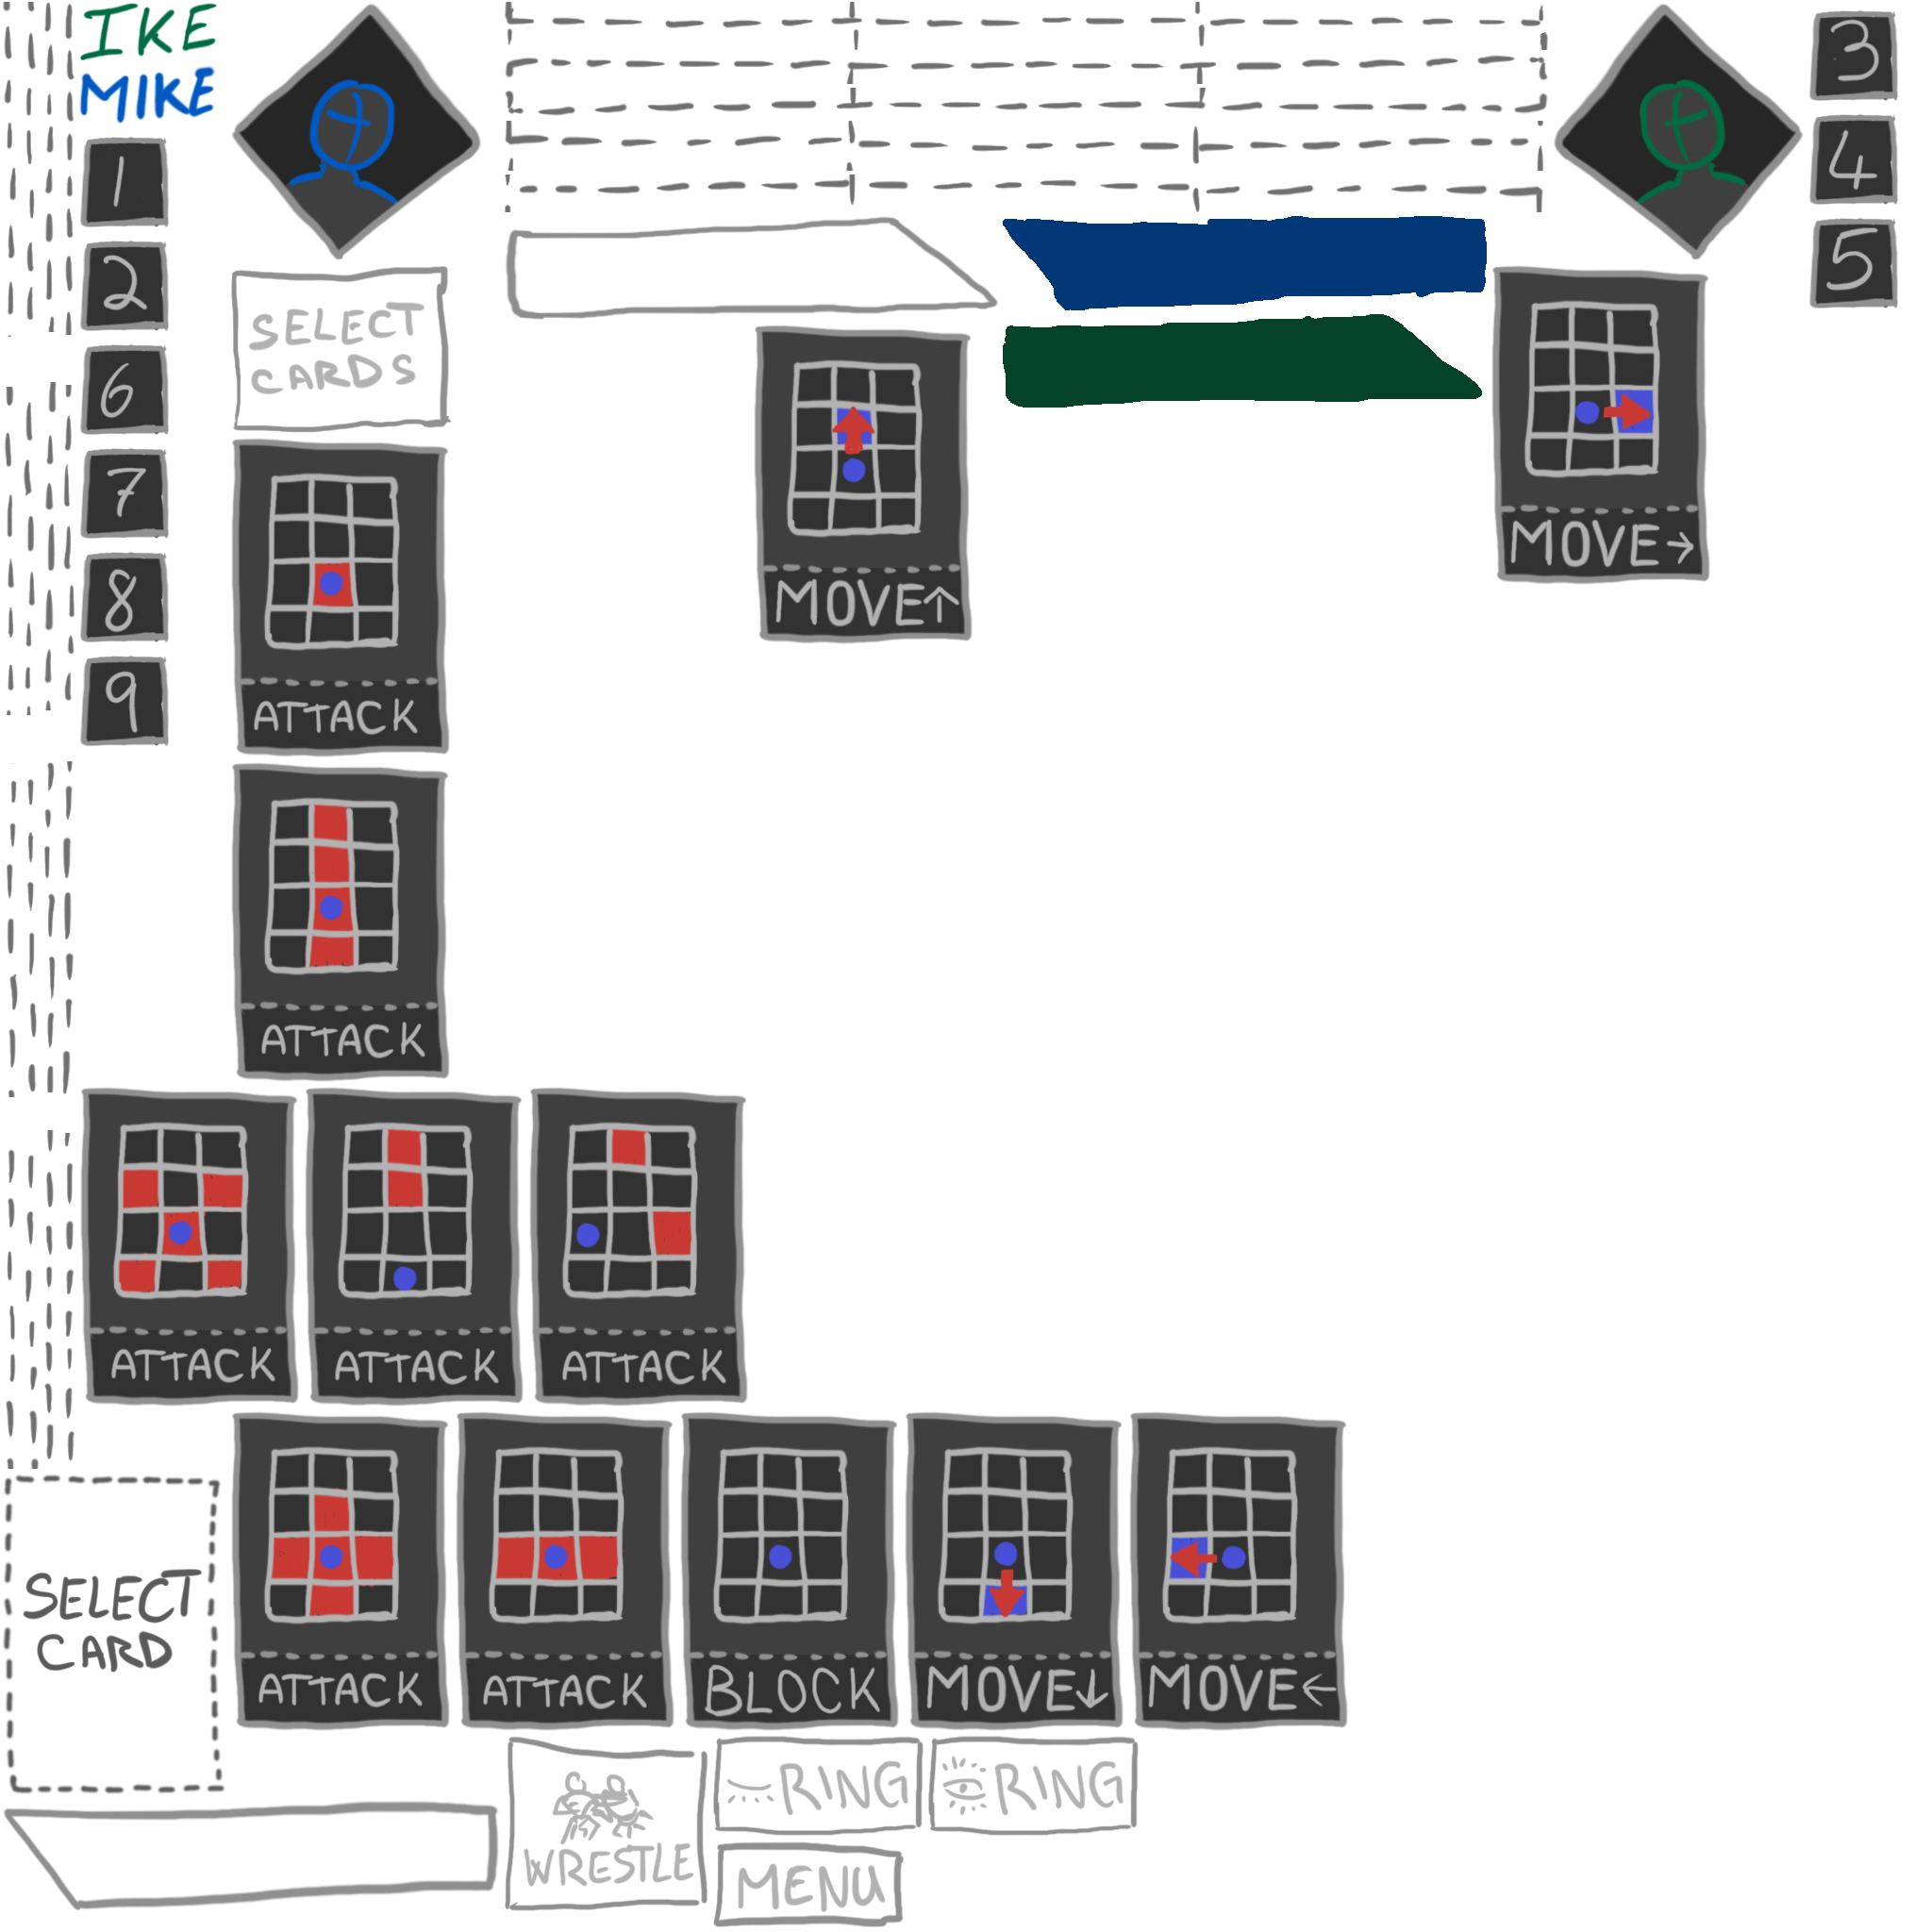 IKE
MIKE
1
2
6
7
8
9
3
4
5
SELECT
CARDS
MOVE↑
MOVE→
ATTACK
ATTACK
ATTACK
ATTACK
ATTACK
SELECT
CARD
ATTACK
ATTACK
BLOCK
MOVE↓
MOVE←
WRESTLE
RING
RING
MENU